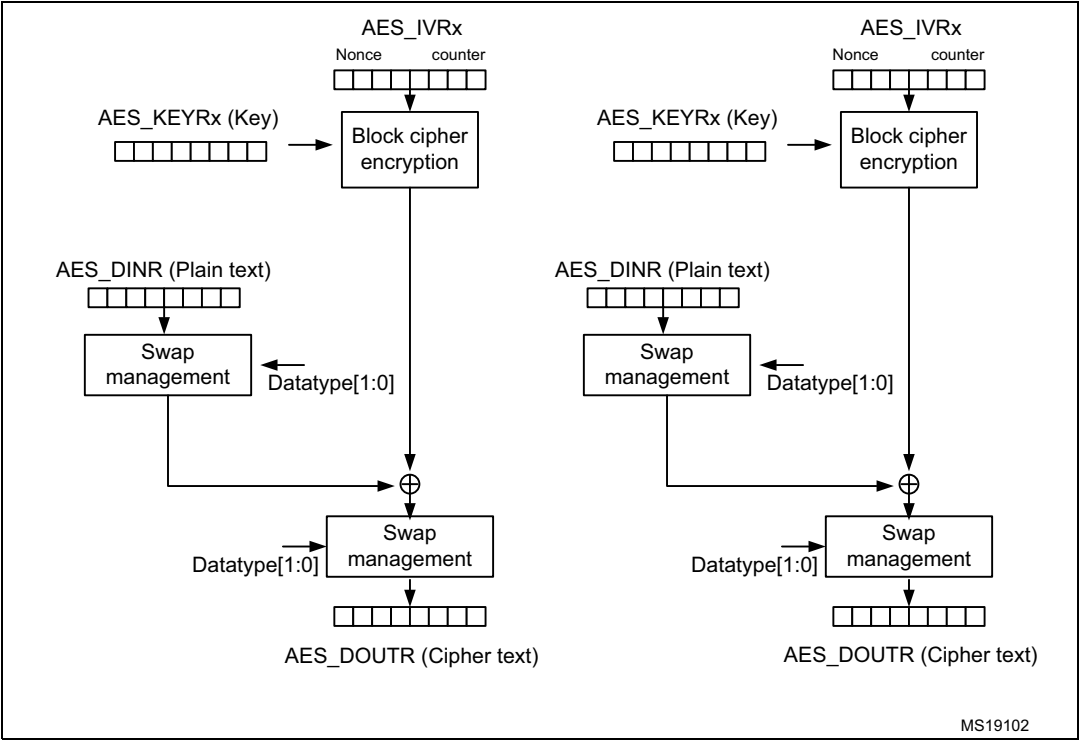 AES_IVRx
Nonce counter
AES_KEYRx (Key)
Block cipher
encryption
AES_DINR (Plain text)
Swap
management
Datatype[1:0]
Swap
management
Datatype[1:0]
AES_DOUTR (Cipher text)
AES_IVRx
Nonce counter
AES_KEYRx (Key)
Block cipher
encryption
AES_DINR (Plain text)
Swap
management
Datatype[1:0]
Swap
management
Datatype[1:0]
AES_DOUTR (Cipher text)
MS19102